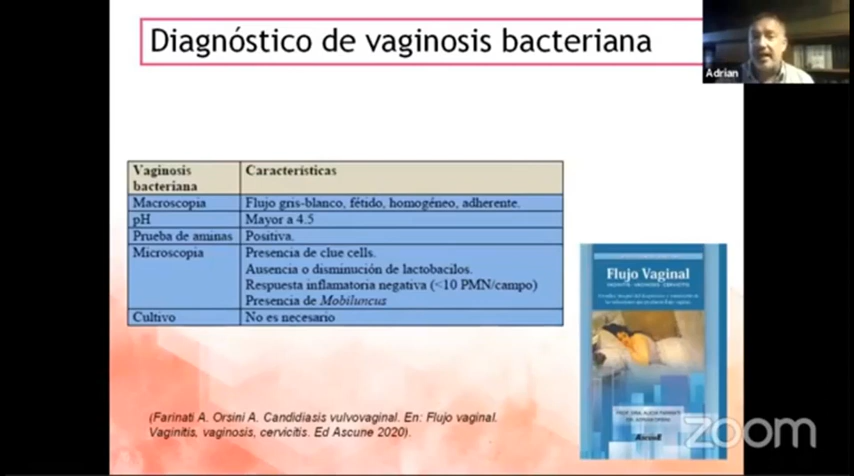 Diagnóstico de vaginosis bacteriana
Adrian
Vaginosis bacteriana
Características
Macroscopia
Flujo gris-blanco, fétido, homogéneo, adherente.
pH
Mayor a 4.5
Prueba de aminas
Positiva.
Microscopia
Presencia de clue cells.
Ausencia o disminución de lactobacilos.
Respuesta inflamatoria negativa (<10 PMN/campo)
Presencia de Mobiluncus
Cultivo
No es necesario
Flujo Vaginal
VAGINITIS - VAGINOSIS - CERVICITIS
(Farinati A. Orsini A. Candidiasis vulvovaginal. En: Flujo vaginal.
Vaginitis, vaginosis, cervicitis. Ed Ascune 2020).
zoom